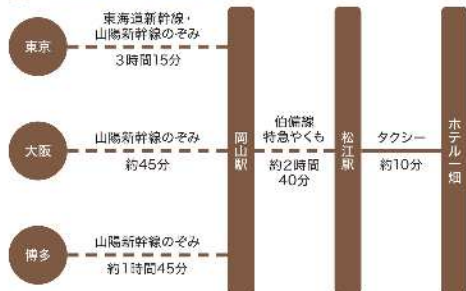 東京
東海道新幹線・
山陽新幹線のぞみ
3時間15分
大阪
山陽新幹線のぞみ
約45分
博多
山陽新幹線のぞみ
約1時間45分
岡山駅
伯備線
特急やくも
約2時間
40分
松江駅
タクシー
約10分
ホテル一畑